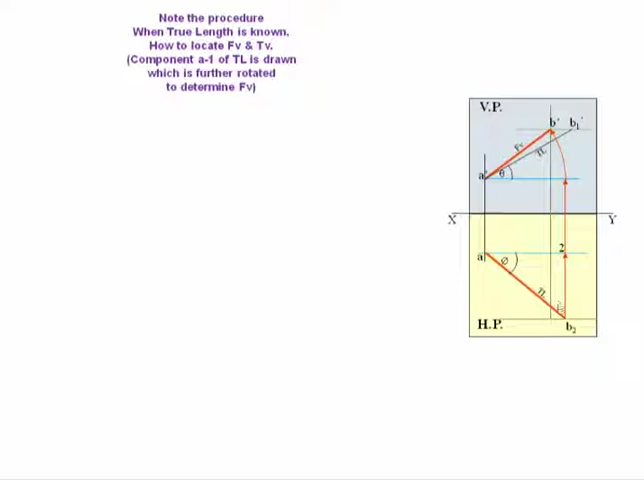 Note the procedure
When True Length is known,
How to locate Fv & Tv.
(Component a-1 of TL is drawn
which is further rotated
to determine Fv)
V.P.
b' b₁'
Fv
TL
a' θ
X Y
2
a Ø
TL
H.P.
b₂